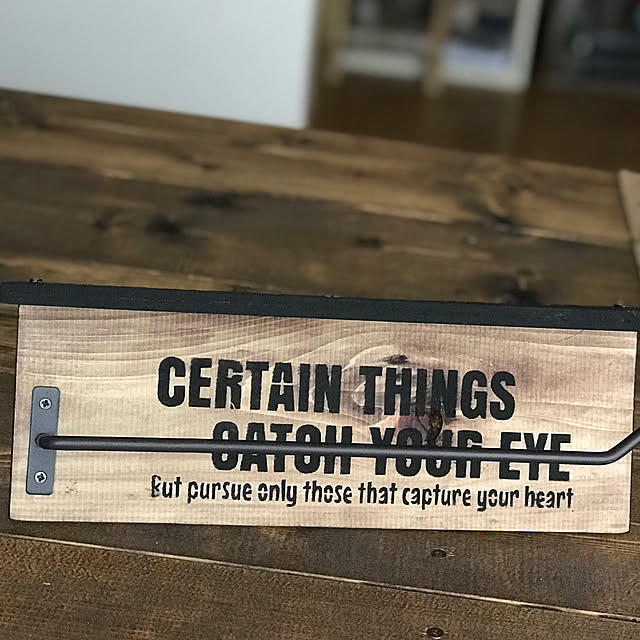 CERTAIN THINGS
CATCH YOUR EYE
But pursue only those that capture your heart